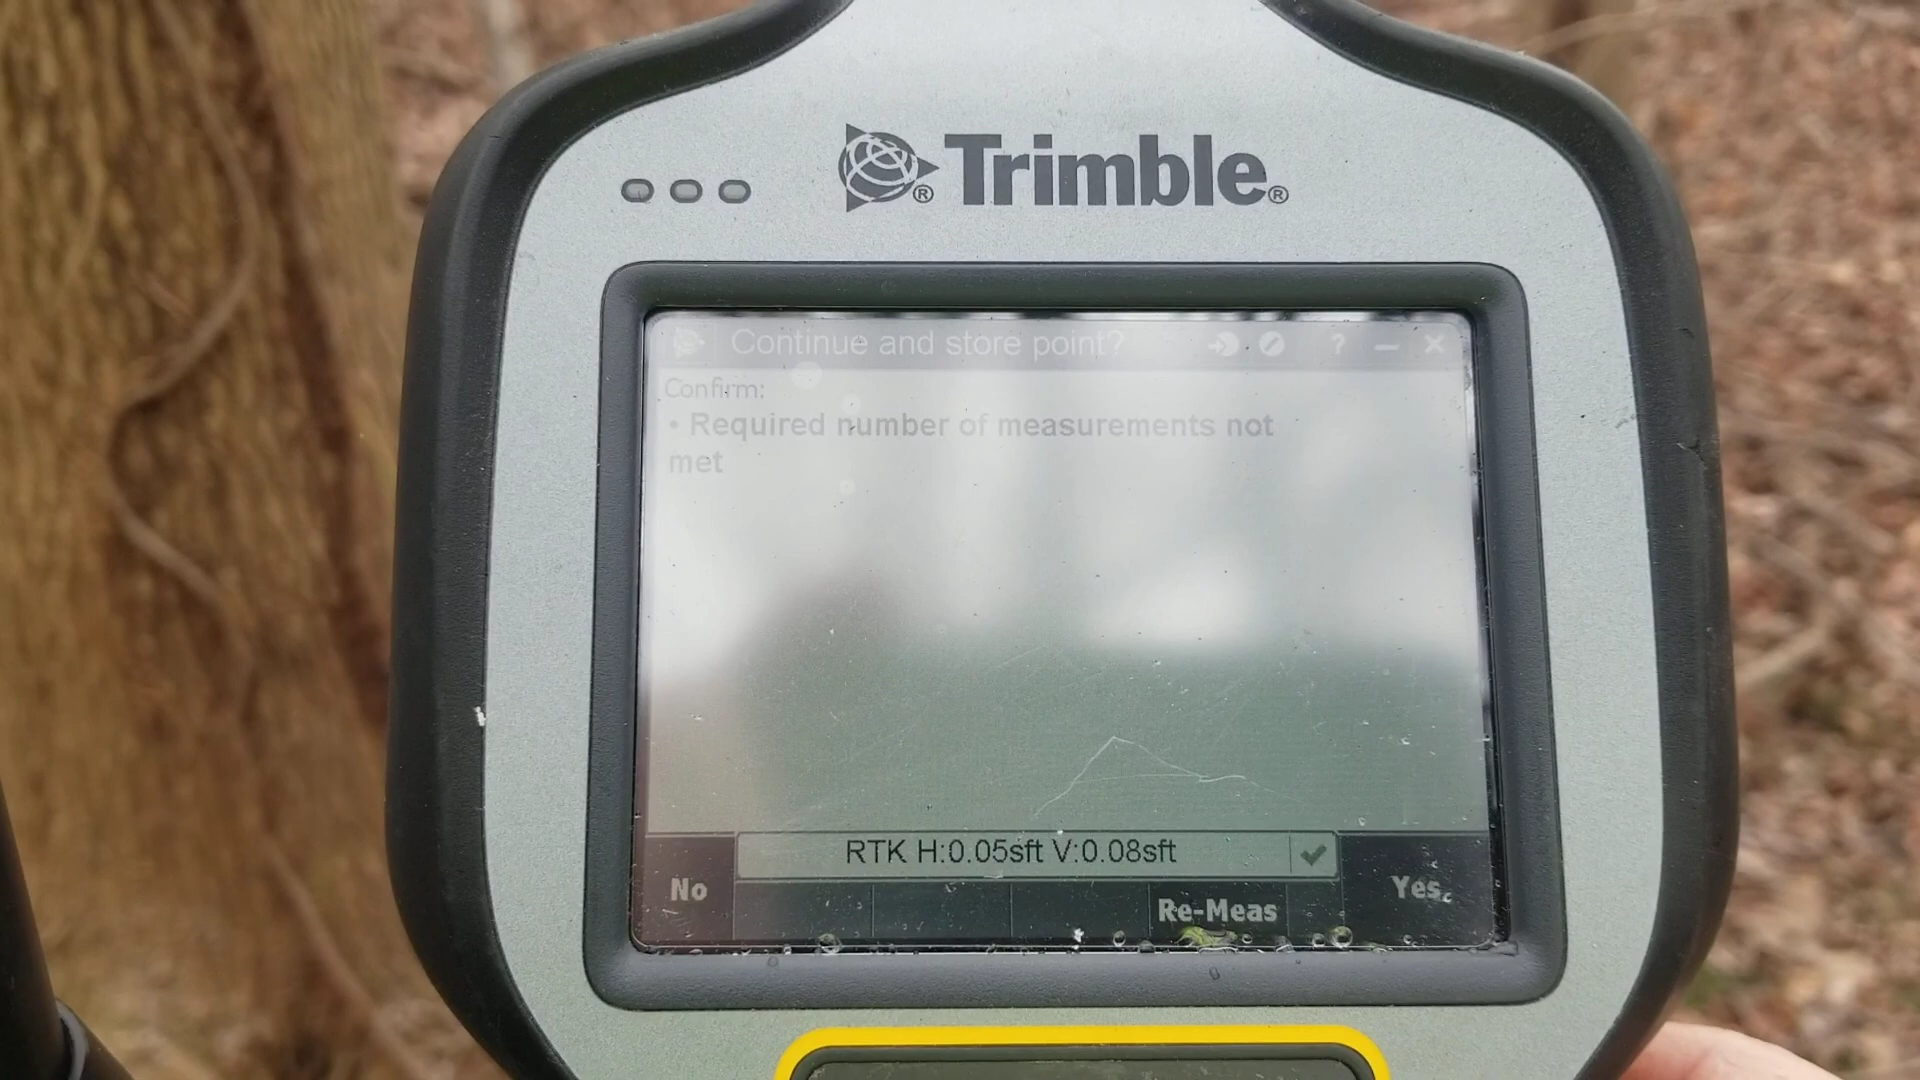 Trimble
Continue and store point? ?
Confirm:
• Required number of measurements not
met
RTK H:0.05sft V:0.08sft
No
Re-Meas
Yes